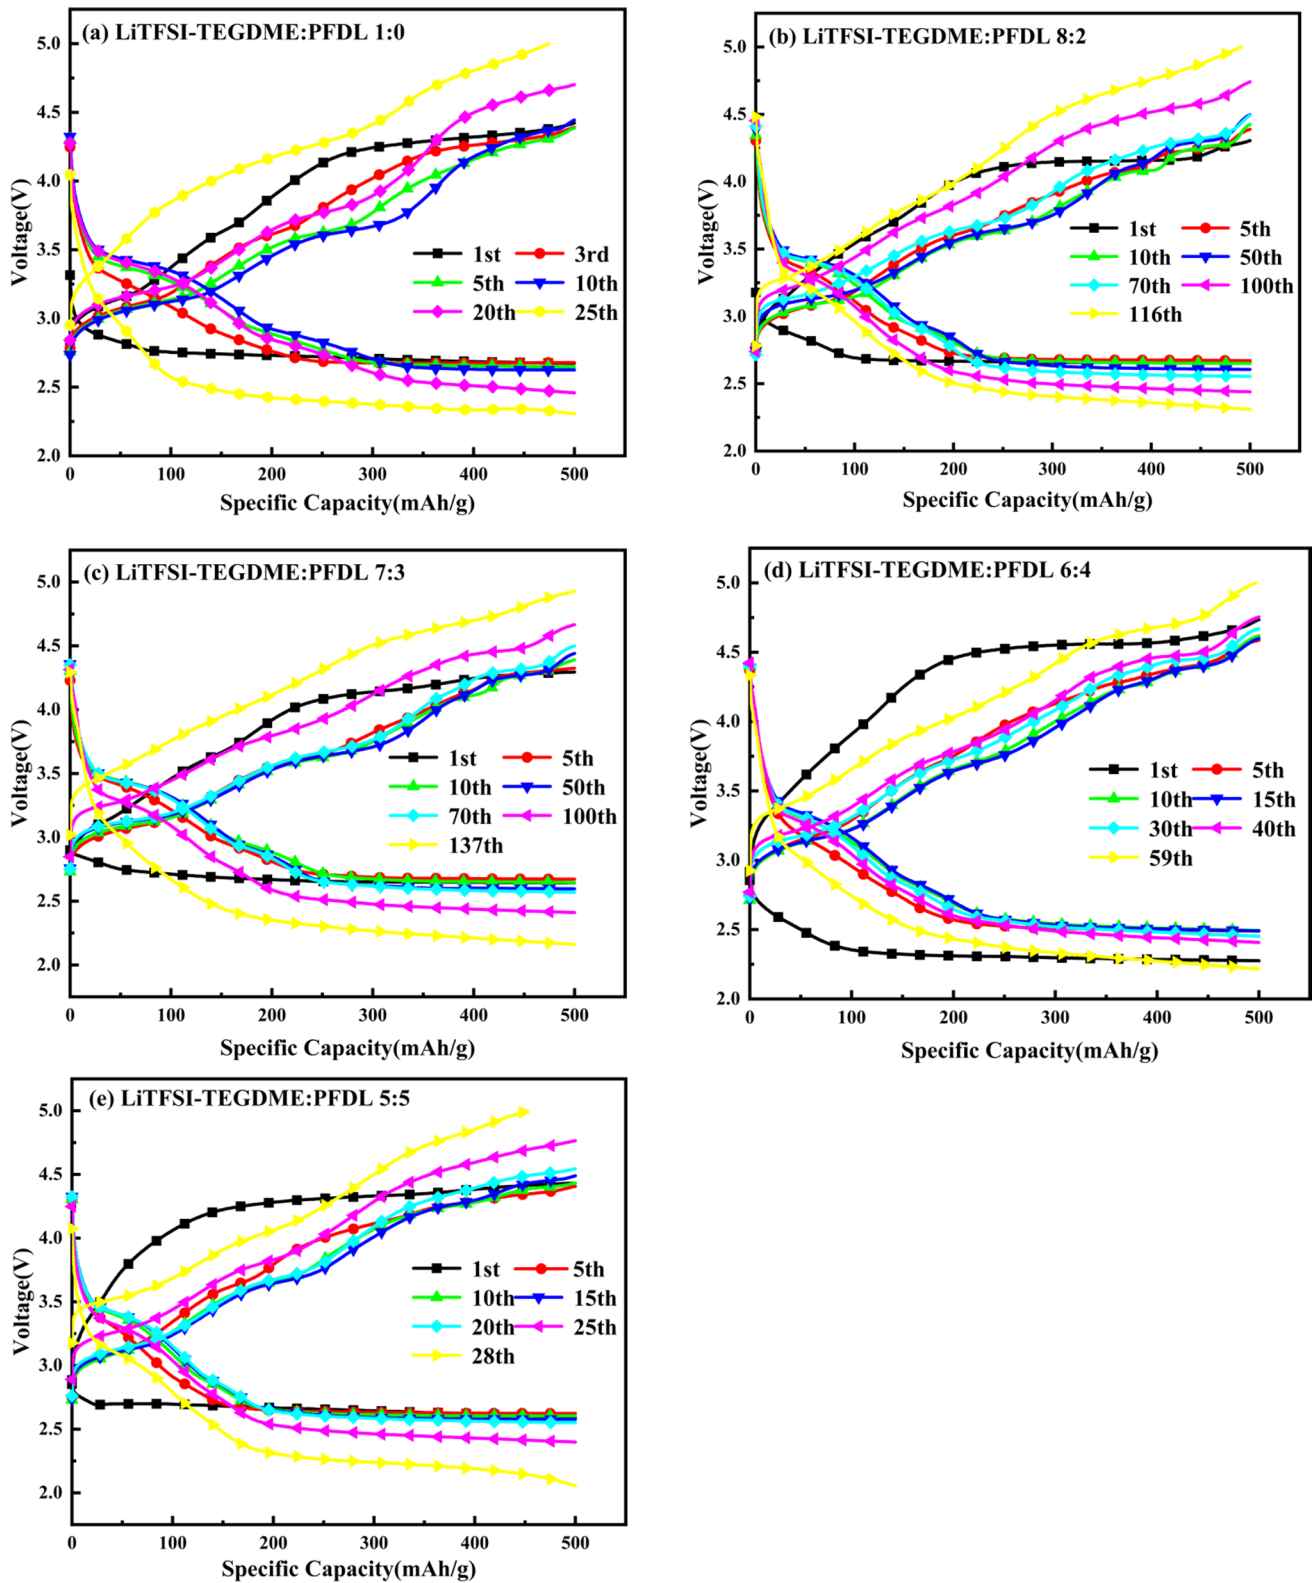 (a) LiTFSI-TEGDME:PFDL 1:0
5.0
4.5
4.0
3.5
3.0
2.5
2.0
Voltage(V)
1st 3rd
5th 10th
20th 25th
0 100 200 300 400 500
Specific Capacity(mAh/g)
(b) LiTFSI-TEGDME:PFDL 8:2
5.0
4.5
4.0
3.5
3.0
2.5
2.0
Voltage(V)
1st 5th
10th 50th
70th 100th
116th
0 100 200 300 400 500
Specific Capacity(mAh/g)
(c) LiTFSI-TEGDME:PFDL 7:3
5.0
4.5
4.0
3.5
3.0
2.5
2.0
Voltage(V)
1st 5th
10th 50th
70th 100th
137th
0 100 200 300 400 500
Specific Capacity(mAh/g)
(d) LiTFSI-TEGDME:PFDL 6:4
5.0
4.5
4.0
3.5
3.0
2.5
2.0
Voltage(V)
1st 5th
10th 15th
30th 40th
59th
0 100 200 300 400 500
Specific Capacity(mAh/g)
(e) LiTFSI-TEGDME:PFDL 5:5
5.0
4.5
4.0
3.5
3.0
2.5
2.0
Voltage(V)
1st 5th
10th 15th
20th 25th
28th
0 100 200 300 400 500
Specific Capacity(mAh/g)